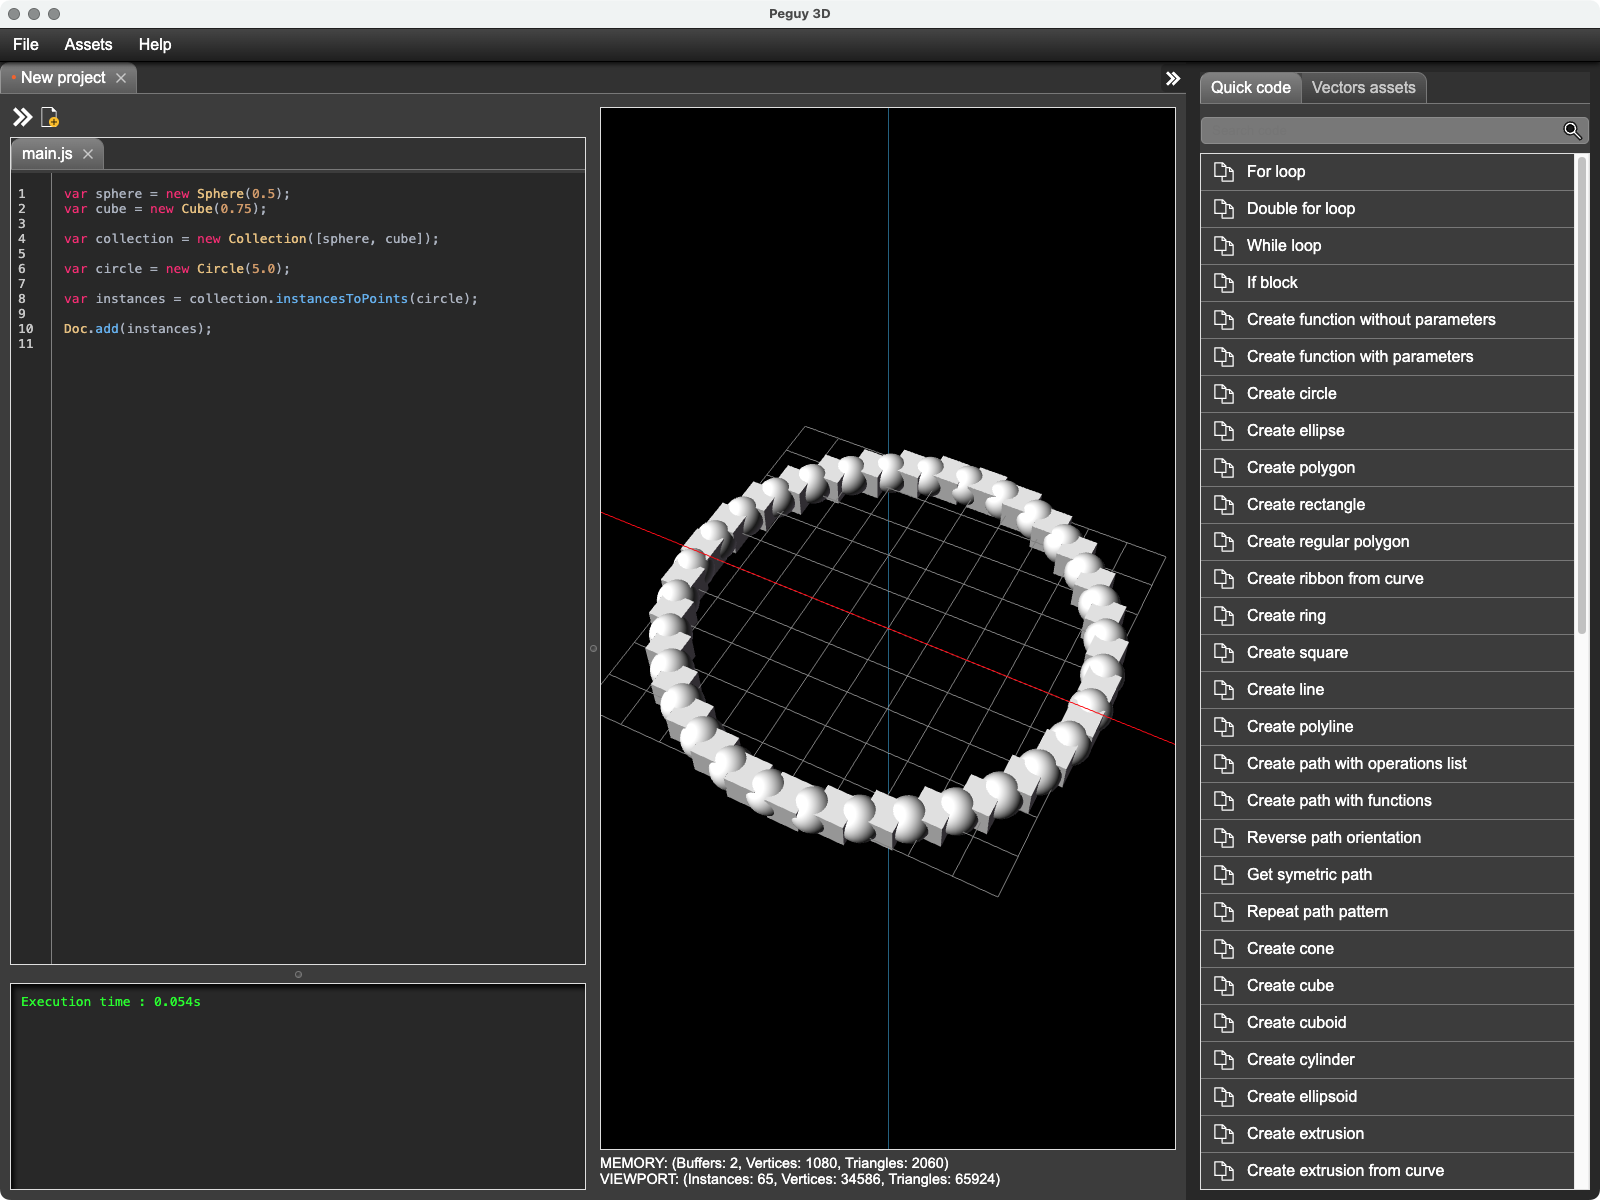 Peguy 3D
File Assets Help
New project
Quick code Vectors assets
main.js
1 var sphere = new Sphere(0.5);
2 var cube = new Cube(0.75);
3
4 var collection = new Collection([sphere, cube]);
5
6 var circle = new Circle(5.0);
7
8 var instances = collection.instancesToPoints(circle);
9
10 Doc.add(instances);
11
Execution time : 0.054s
MEMORY: (Buffers: 2, Vertices: 1080, Triangles: 2060)
VIEWPORT: (Instances: 65, Vertices: 34586, Triangles: 65924)
For loop
Double for loop
While loop
If block
Create function without parameters
Create function with parameters
Create circle
Create ellipse
Create polygon
Create rectangle
Create regular polygon
Create ribbon from curve
Create ring
Create square
Create line
Create polyline
Create path with operations list
Create path with functions
Reverse path orientation
Get symetric path
Repeat path pattern
Create cone
Create cube
Create cuboid
Create cylinder
Create ellipsoid
Create extrusion
Create extrusion from curve